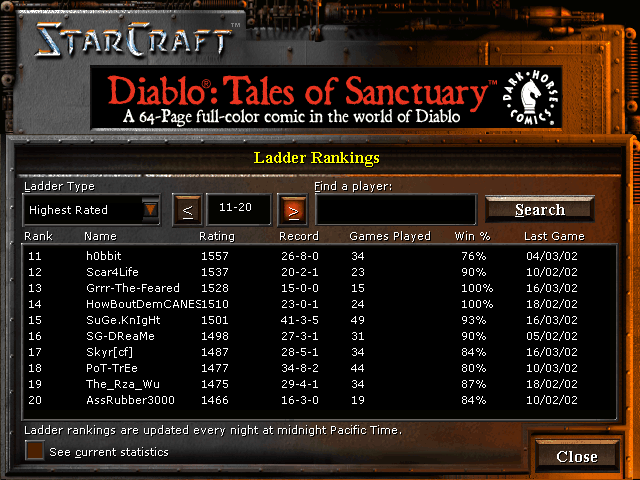 STARCRAFT™
Diablo®: Tales of Sanctuary™
A 64-Page full-color comic in the world of Diablo
DARK HORSE COMICS
Ladder Rankings
Ladder Type
Find a player:
Highest Rated
<
11-20
>
Search
Rank Name Rating Record Games Played Win % Last Game
11 h0bbit 1557 26-8-0 34 76% 04/03/02
12 Scar4Life 1537 20-2-1 23 90% 10/02/02
13 Grrr-The-Feared 1528 15-0-0 15 100% 16/03/02
14 HowBoutDemCANES 1510 23-0-1 24 100% 18/02/02
15 SuGe.KnIgHt 1501 41-3-5 49 93% 16/03/02
16 SG-DReaMe 1498 27-3-1 31 90% 05/02/02
17 Skyr[cf] 1487 28-5-1 34 84% 16/03/02
18 PoT-TrEe 1477 34-8-2 44 80% 10/03/02
19 The_Rza_Wu 1475 29-4-1 34 87% 18/02/02
20 AssRubber3000 1466 16-3-0 19 84% 10/02/02
Ladder rankings are updated every night at midnight Pacific Time.
See current statistics
Close